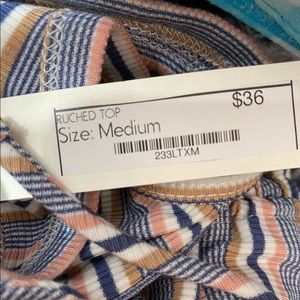 RUCHED TOP
$36
Size: Medium
233LTXM